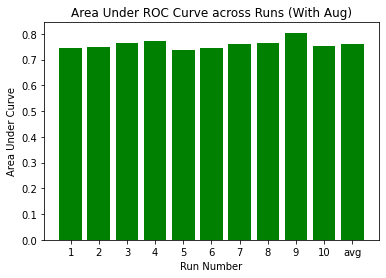 Area Under ROC Curve across Runs (With Aug)
Area Under Curve
0.8
0.7
0.6
0.5
0.4
0.3
0.2
0.1
0.0
1 2 3 4 5 6 7 8 9 10 avg
Run Number